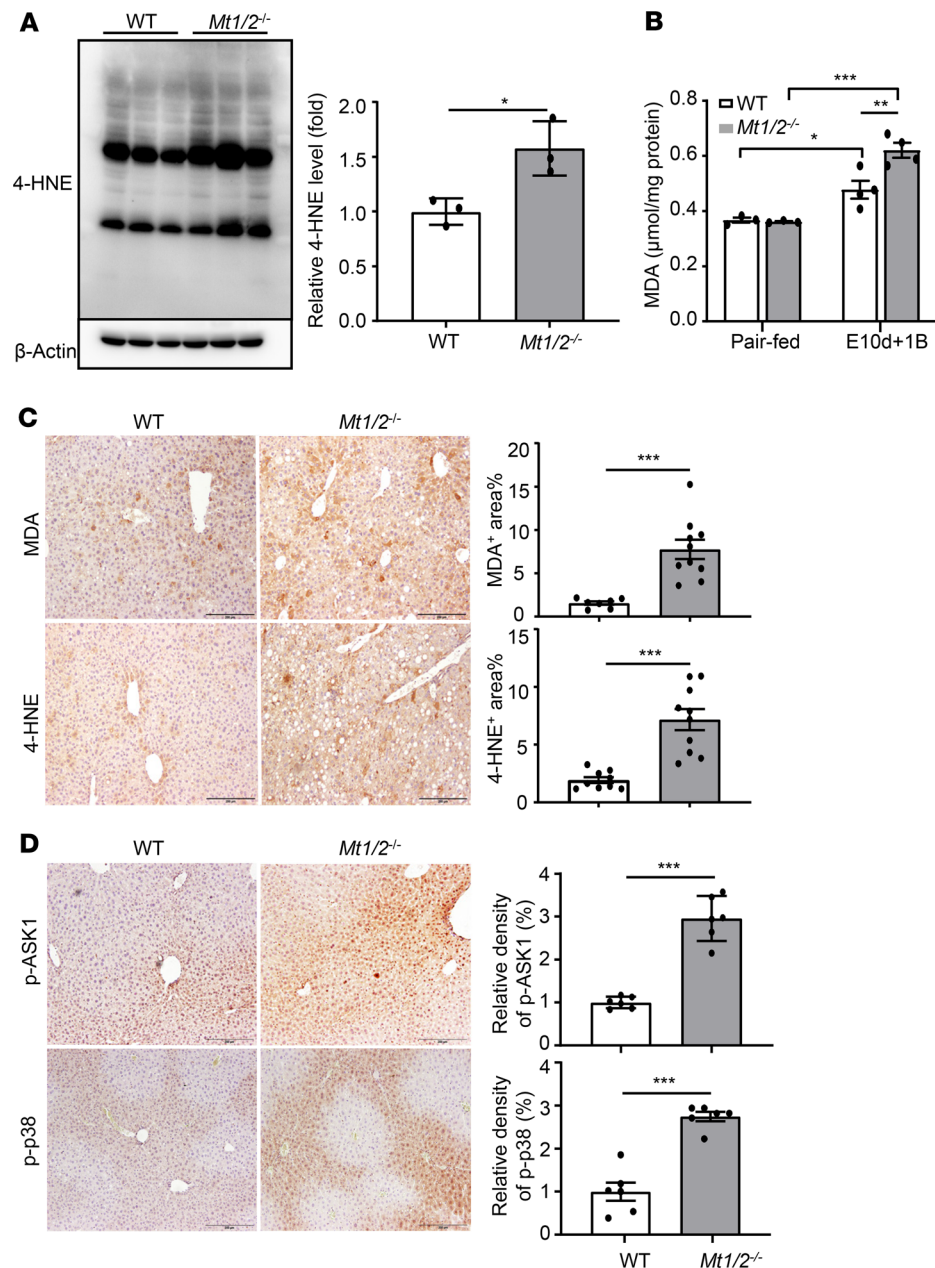 A
WT
Mt1/2-/-
4-HNE
β-Actin
Relative 4-HNE level (fold)
2.0
1.5
1.0
0.5
0.0
*
WT
Mt1/2-/-
B
MDA (μmol/mg protein)
0.8
0.6
0.4
0.2
0.0
WT
Mt1/2-/-
***
**
*
Pair-fed
E10d+1B
C
WT
Mt1/2-/-
MDA
4-HNE
MDA+ area%
20
15
10
5
0
***
4-HNE+ area%
15
10
5
0
***
D
WT
Mt1/2-/-
p-ASK1
p-p38
Relative density
of p-ASK1 (%)
4
3
2
1
0
***
Relative density
of p-p38 (%)
4
3
2
1
0
***
WT
Mt1/2-/-